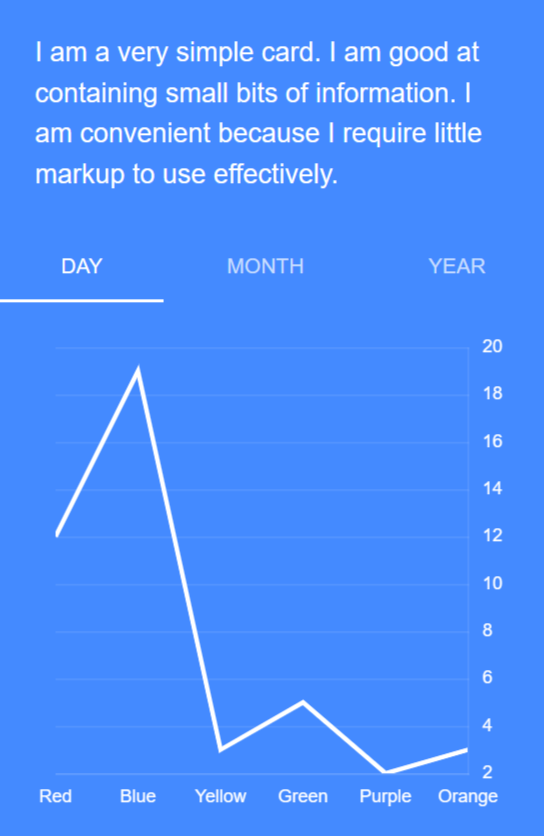 I am a very simple card. I am good at
containing small bits of information. I
am convenient because I require little
markup to use effectively.
DAY MONTH YEAR
20
18
16
14
12
10
8
6
4
2
Red Blue Yellow Green Purple Orange